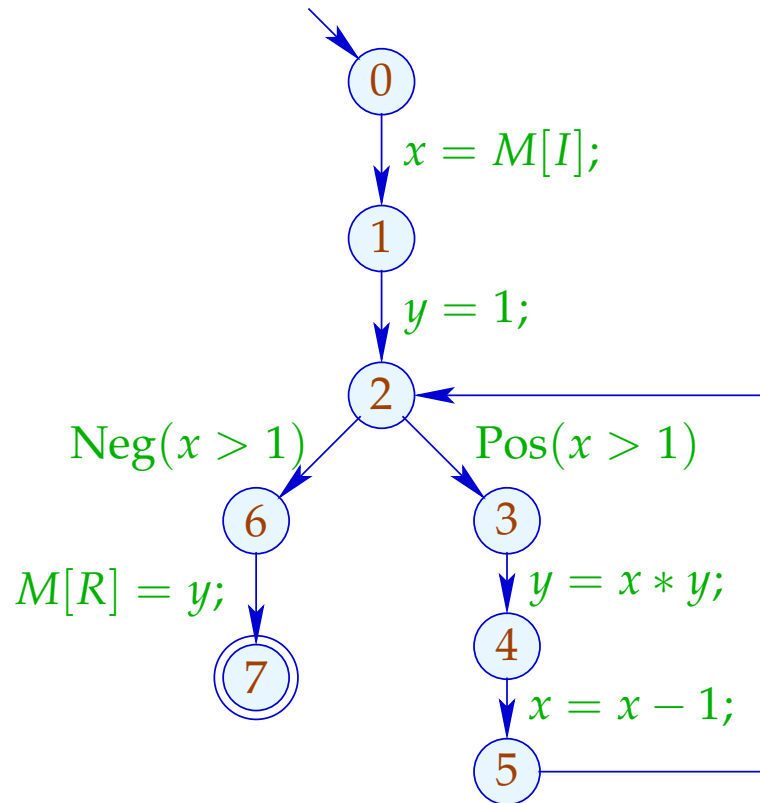 0
x = M[I];
1
y = 1;
2
Neg(x > 1)
Pos(x > 1)
6
3
M[R] = y;
y = x ∗ y;
7
4
x = x − 1;
5